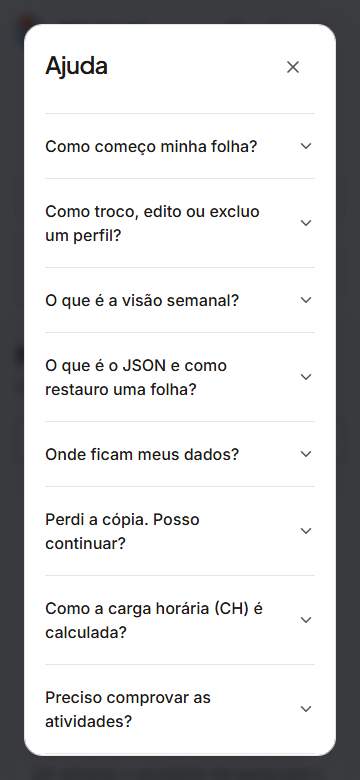 Ajuda
Como começo minha folha?
Como troco, edito ou excluo
um perfil?
O que é a visão semanal?
O que é o JSON e como
restauro uma folha?
Onde ficam meus dados?
Perdi a cópia. Posso
continuar?
Como a carga horária (CH) é
calculada?
Preciso comprovar as
atividades?